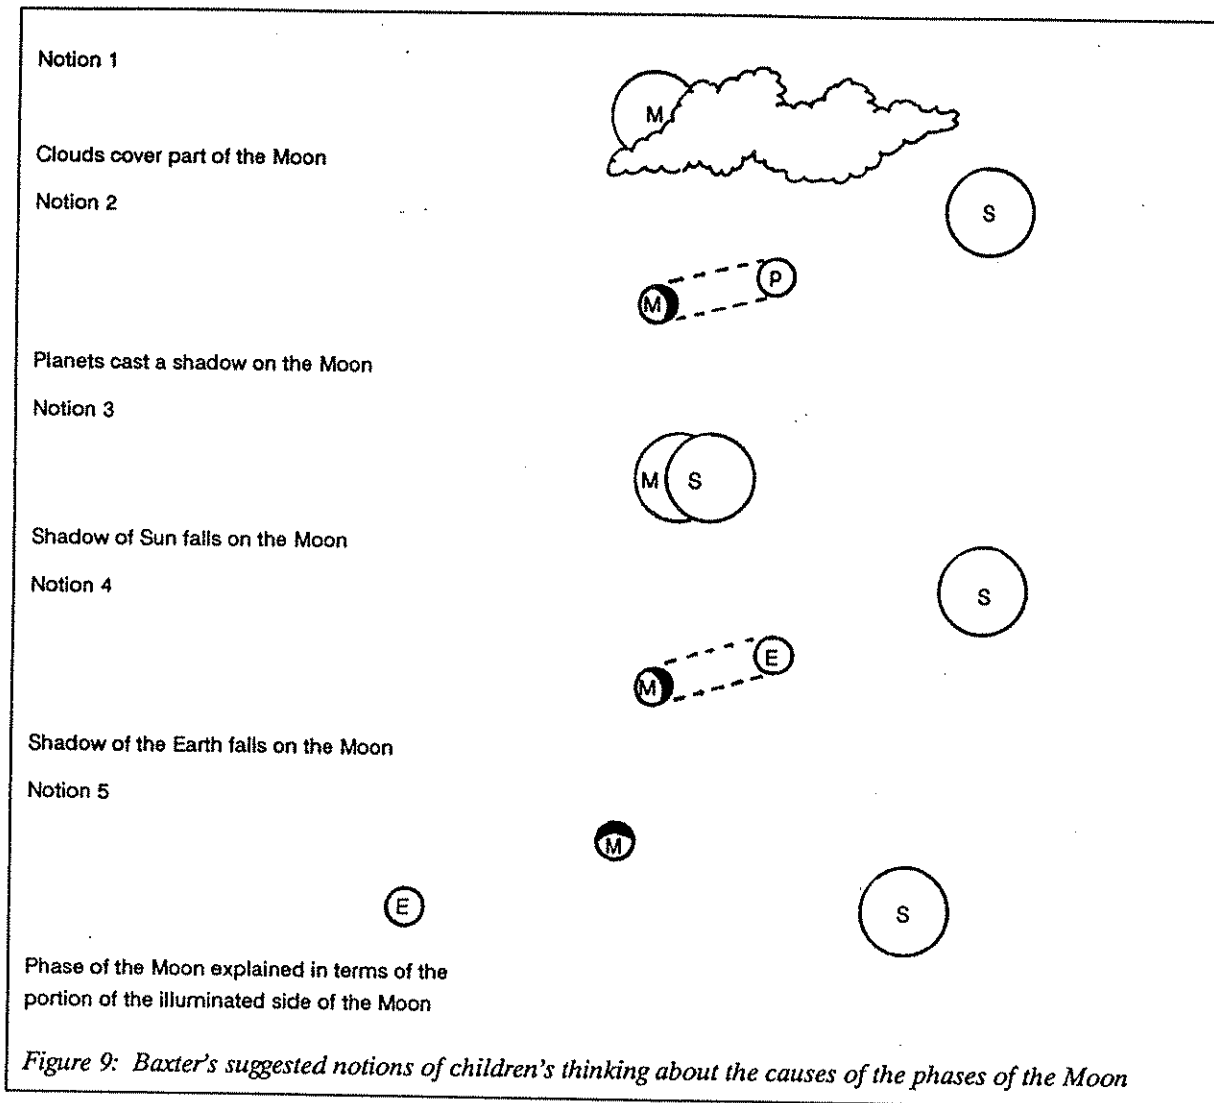 Notion 1
M
Clouds cover part of the Moon
Notion 2
S
P
M
Planets cast a shadow on the Moon
Notion 3
M S
Shadow of Sun falls on the Moon
Notion 4
S
E
M
Shadow of the Earth falls on the Moon
Notion 5
M
E
S
Phase of the Moon explained in terms of the
portion of the illuminated side of the Moon
Figure 9: Baxter's suggested notions of children's thinking about the causes of the phases of the Moon